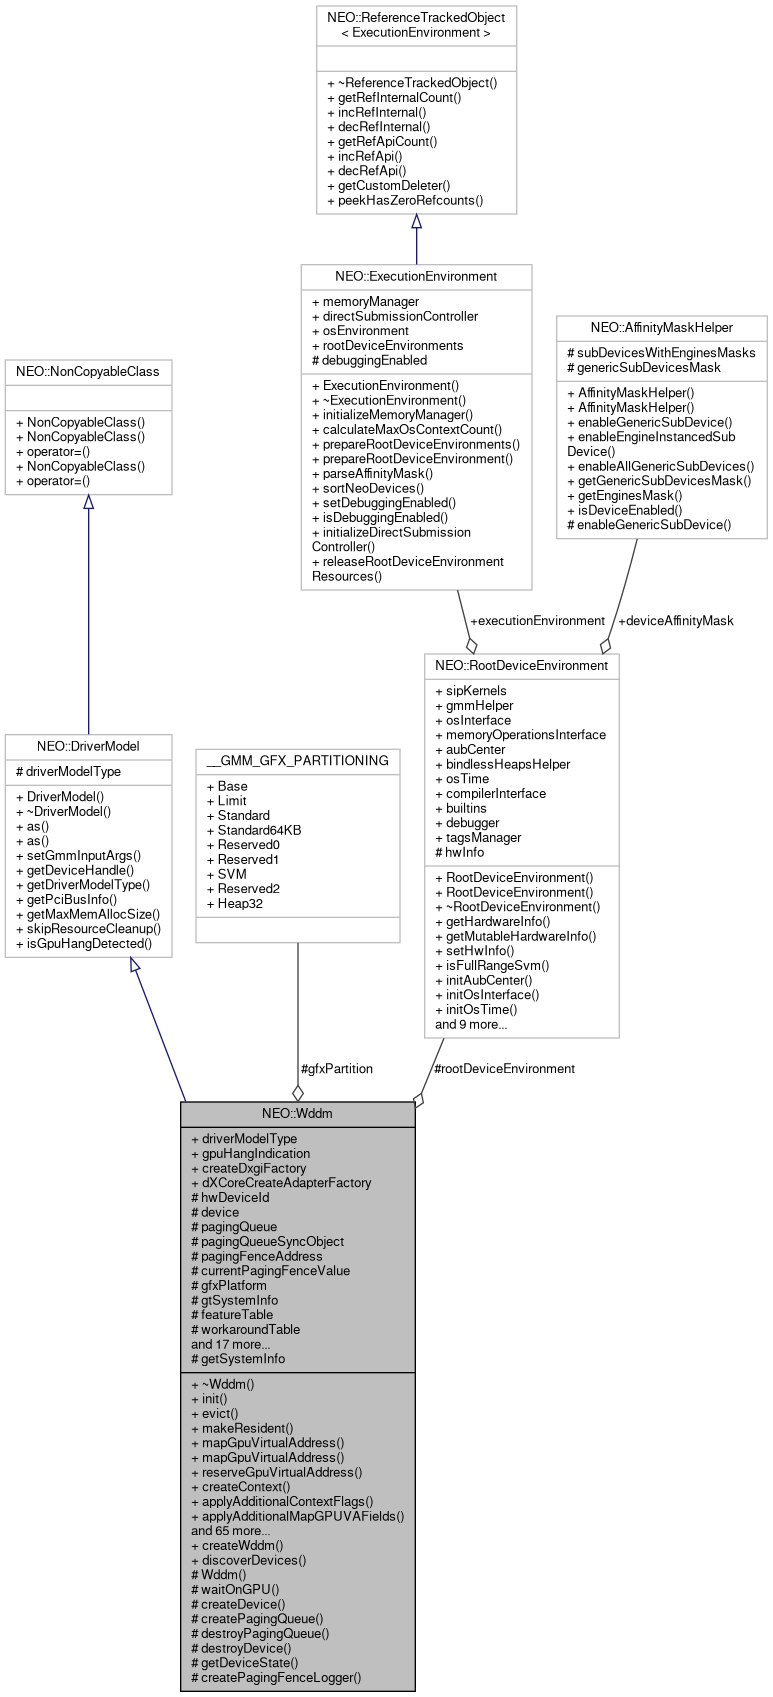 NEO::ReferenceTrackedObject
< ExecutionEnvironment >
+ ~ReferenceTrackedObject()
+ getRefInternalCount()
+ incRefInternal()
+ decRefInternal()
+ getRefApiCount()
+ incRefApi()
+ decRefApi()
+ getCustomDeleter()
+ peekHasZeroRefcounts()
NEO::ExecutionEnvironment
+ memoryManager
+ directSubmissionController
+ osEnvironment
+ rootDeviceEnvironments
# debuggingEnabled
+ ExecutionEnvironment()
+ ~ExecutionEnvironment()
+ initializeMemoryManager()
+ calculateMaxOsContextCount()
+ prepareRootDeviceEnvironments()
+ prepareRootDeviceEnvironment()
+ parseAffinityMask()
+ sortNeoDevices()
+ setDebuggingEnabled()
+ isDebuggingEnabled()
+ initializeDirectSubmission
Controller()
+ releaseRootDeviceEnvironment
Resources()
NEO::AffinityMaskHelper
# subDevicesWithEnginesMasks
# genericSubDevicesMask
+ AffinityMaskHelper()
+ AffinityMaskHelper()
+ enableGenericSubDevice()
+ enableEngineInstancedSub
Device()
+ enableAllGenericSubDevices()
+ getGenericSubDevicesMask()
+ getEnginesMask()
+ isDeviceEnabled()
# enableGenericSubDevice()
NEO::NonCopyableClass
+ NonCopyableClass()
+ NonCopyableClass()
+ operator=()
+ NonCopyableClass()
+ operator=()
+executionEnvironment
+deviceAffinityMask
NEO::DriverModel
# driverModelType
+ DriverModel()
+ ~DriverModel()
+ as()
+ as()
+ setGmmInputArgs()
+ getDeviceHandle()
+ getDriverModelType()
+ getPciBusInfo()
+ getMaxMemAllocSize()
+ skipResourceCleanup()
+ isGpuHangDetected()
__GMM_GFX_PARTITIONING
+ Base
+ Limit
+ Standard
+ Standard64KB
+ Reserved0
+ Reserved1
+ SVM
+ Reserved2
+ Heap32
NEO::RootDeviceEnvironment
+ sipKernels
+ gmmHelper
+ osInterface
+ memoryOperationsInterface
+ aubCenter
+ bindlessHeapsHelper
+ osTime
+ compilerInterface
+ builtins
+ debugger
+ tagsManager
# hwInfo
+ RootDeviceEnvironment()
+ RootDeviceEnvironment()
+ ~RootDeviceEnvironment()
+ getHardwareInfo()
+ getMutableHardwareInfo()
+ setHwInfo()
+ isFullRangeSvm()
+ initAubCenter()
+ initOsInterface()
+ initOsTime()
and 9 more...
#gfxPartition
#rootDeviceEnvironment
NEO::Wddm
+ driverModelType
+ gpuHangIndication
+ createDxgiFactory
+ dXCoreCreateAdapterFactory
# hwDeviceId
# device
# pagingQueue
# pagingQueueSyncObject
# pagingFenceAddress
# currentPagingFenceValue
# gfxPlatform
# gtSystemInfo
# featureTable
# workaroundTable
and 17 more...
# getSystemInfo
+ ~Wddm()
+ init()
+ evict()
+ makeResident()
+ mapGpuVirtualAddress()
+ mapGpuVirtualAddress()
+ reserveGpuVirtualAddress()
+ createContext()
+ applyAdditionalContextFlags()
+ applyAdditionalMapGPUVAFields()
and 65 more...
+ createWddm()
+ discoverDevices()
# Wddm()
# waitOnGPU()
# createDevice()
# createPagingQueue()
# destroyPagingQueue()
# destroyDevice()
# getDeviceState()
# createPagingFenceLogger()